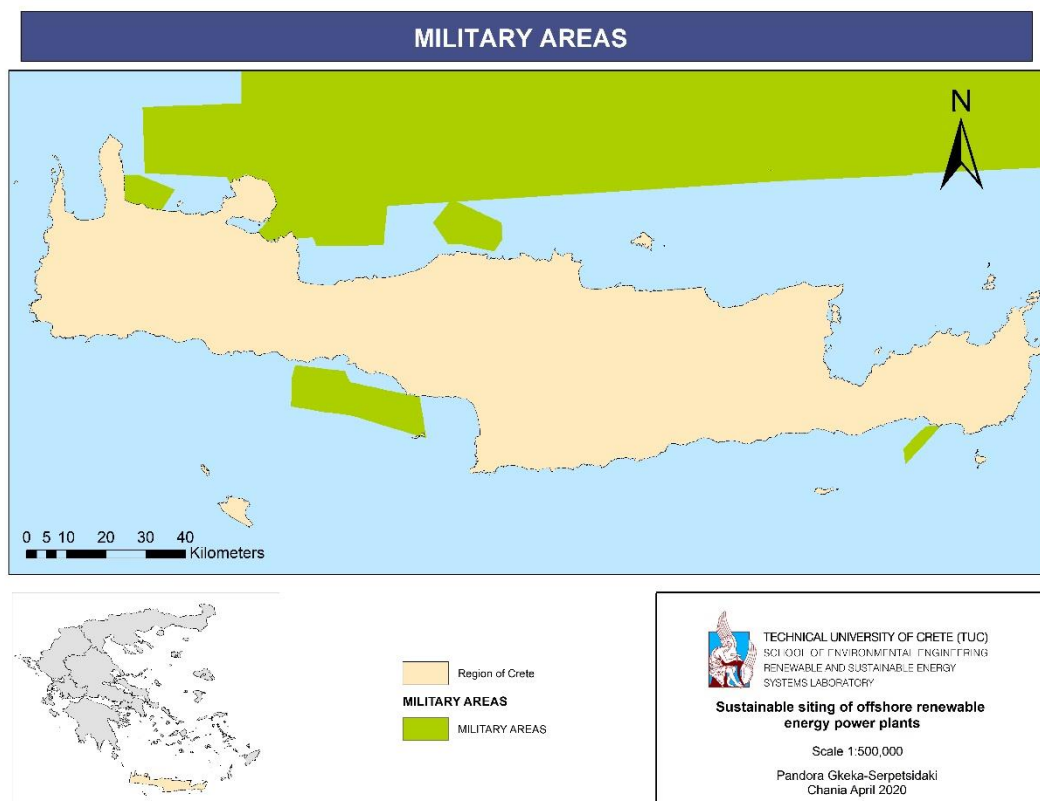 MILITARY AREAS
N
0 5 10 20 30 40
Kilometers
Region of Crete
MILITARY AREAS
MILITARY AREAS
TECHNICAL UNIVERSITY OF CRETE (TUC)
SCHOOL OF ENVIRONMENTAL ENGINEERING
RENEWABLE AND SUSTAINABLE ENERGY
SYSTEMS LABORATORY
Sustainable siting of offshore renewable
energy power plants
Scale 1:500,000
Pandora Gkeka-Serpetsidaki
Chania April 2020